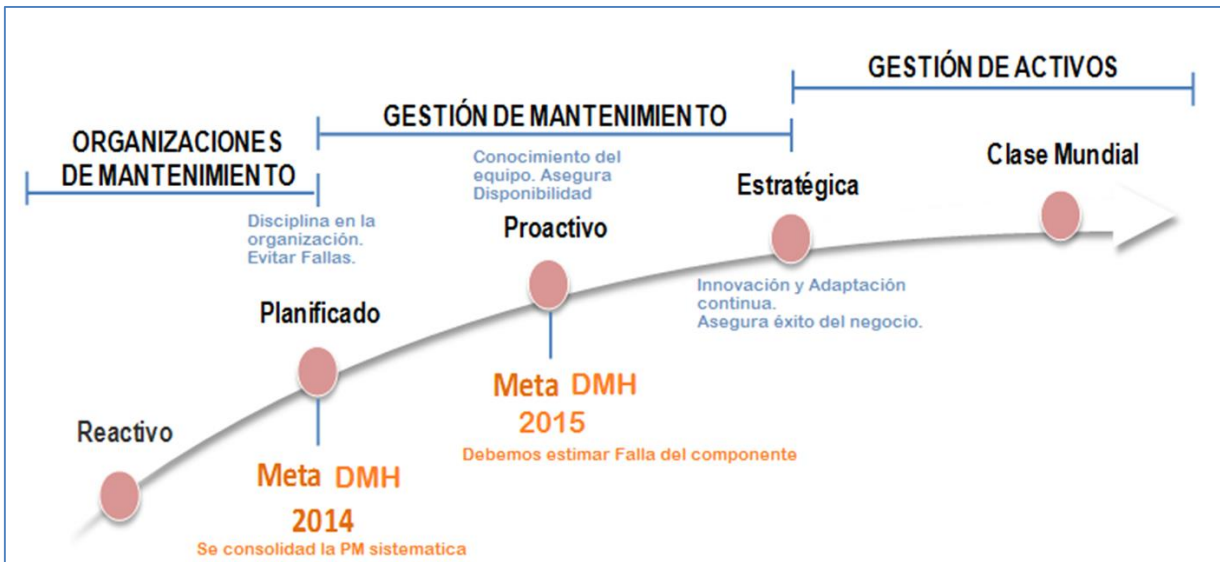 GESTIÓN DE ACTIVOS
GESTIÓN DE MANTENIMIENTO
ORGANIZACIONES
DE MANTENIMIENTO
Conocimiento del
equipo. Asegura
Disponibilidad
Clase Mundial
Estratégica
Proactivo
Disciplina en la
organización.
Evitar Fallas.
Innovación y Adaptación
continua.
Asegura éxito del negocio.
Planificado
Meta DMH
2015
Debemos estimar Falla del componente
Reactivo
Meta DMH
2014
Se consolidad la PM sistematica